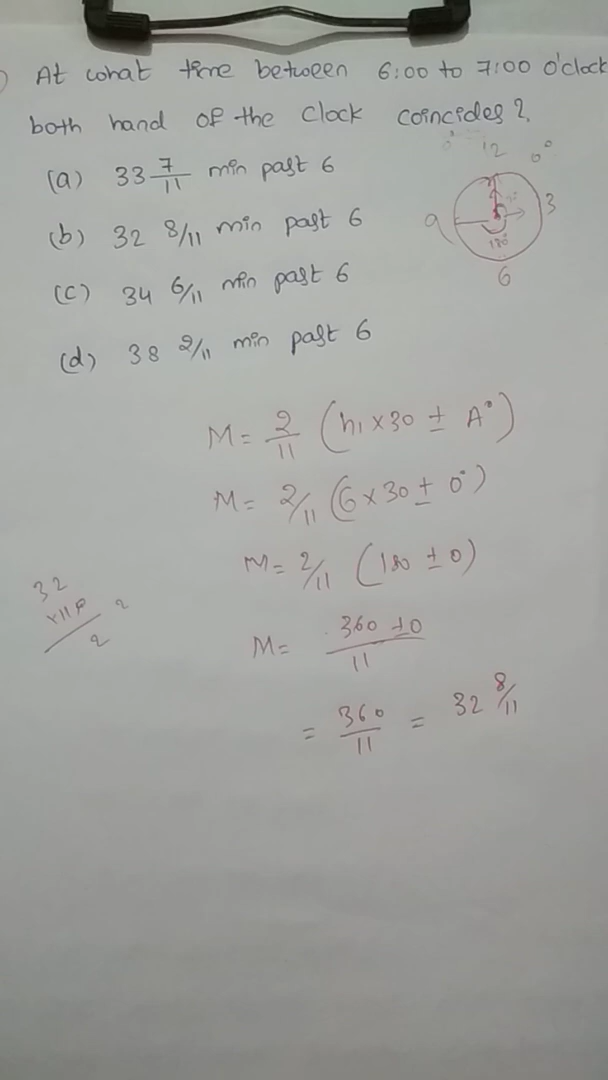 At what time between 6:00 to 7:00 O'clock
both hand of the clock coincides?
(a) 33 7/11 min past 6
(b) 32 8/11 min past 6
(c) 34 6/11 min past 6
(d) 38 2/11 min past 6
12
0°
9
3
180°
6
M = 2/11 (h1 × 30 ± A°)
M = 2/11 (6 × 30 ± 0°)
M = 2/11 (180 ± 0)
M = 360 ± 0 / 11
= 360/11 = 32 8/11
32
2
2